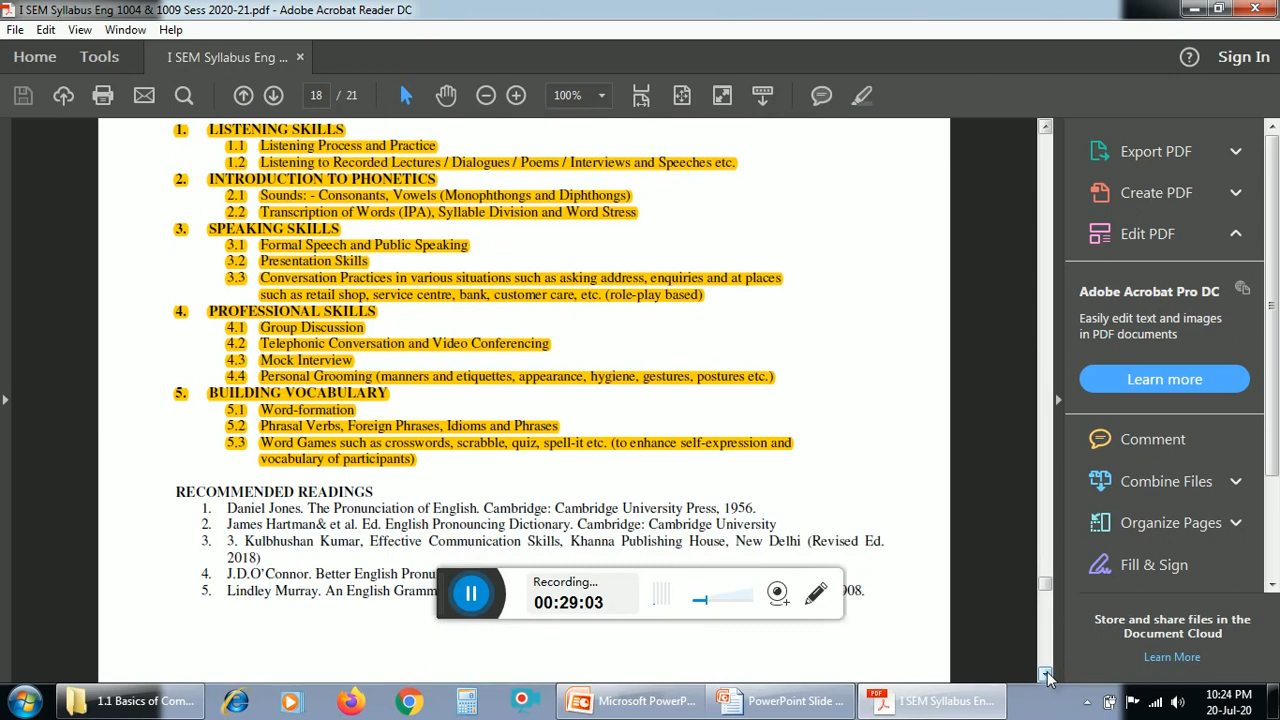 I SEM Syllabus Eng 1004 & 1009 Sess 2020-21.pdf - Adobe Acrobat Reader DC
File Edit View Window Help
Home Tools I SEM Syllabus Eng ... × Sign In
18 / 21 100%
1. LISTENING SKILLS
1.1 Listening Process and Practice
1.2 Listening to Recorded Lectures / Dialogues / Poems / Interviews and Speeches etc.
2. INTRODUCTION TO PHONETICS
2.1 Sounds: - Consonants, Vowels (Monophthongs and Diphthongs)
2.2 Transcription of Words (IPA), Syllable Division and Word Stress
3. SPEAKING SKILLS
3.1 Formal Speech and Public Speaking
3.2 Presentation Skills
3.3 Conversation Practices in various situations such as asking address, enquiries and at places
such as retail shop, service centre, bank, customer care, etc. (role-play based)
4. PROFESSIONAL SKILLS
4.1 Group Discussion
4.2 Telephonic Conversation and Video Conferencing
4.3 Mock Interview
4.4 Personal Grooming (manners and etiquettes, appearance, hygiene, gestures, postures etc.)
5. BUILDING VOCABULARY
5.1 Word-formation
5.2 Phrasal Verbs, Foreign Phrases, Idioms and Phrases
5.3 Word Games such as crosswords, scrabble, quiz, spell-it etc. (to enhance self-expression and
vocabulary of participants)
RECOMMENDED READINGS
1. Daniel Jones. The Pronunciation of English. Cambridge: Cambridge University Press, 1956.
2. James Hartman& et al. Ed. English Pronouncing Dictionary. Cambridge: Cambridge University
3. 3. Kulbhushan Kumar, Effective Communication Skills, Khanna Publishing House, New Delhi (Revised Ed.
2018)
4. J.D.O'Connor. Better English
5. Lindley Murray. An English 908.
Recording...
00:29:03
Export PDF
Create PDF
Edit PDF
Adobe Acrobat Pro DC
Easily edit text and images
in PDF documents
Learn more
Comment
Combine Files
Organize Pages
Fill & Sign
Store and share files in the
Document Cloud
Learn More
1.1 Basics of Com... Microsoft PowerP... PowerPoint Slide ... I SEM Syllabus En...
10:24 PM
20-Jul-20